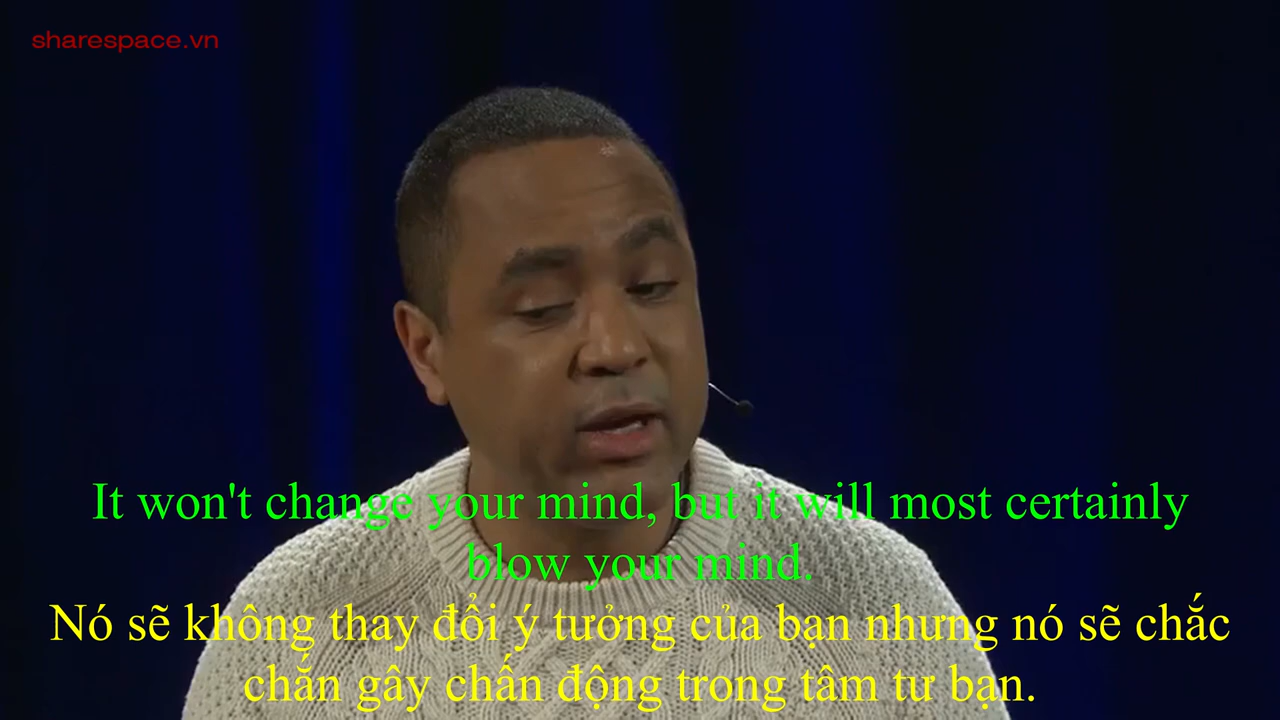 sharespace.vn
It won't change your mind, but it will most certainly
blow your mind.
Nó sẽ không thay đổi ý tưởng của bạn nhưng nó sẽ chắc
chắn gây chấn động trong tâm tư bạn.